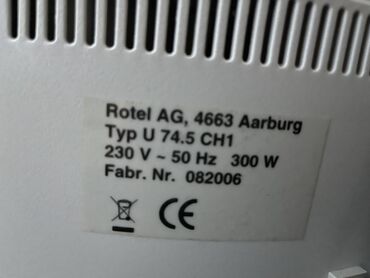 Rotel AG, 4663 Aarburg
Typ U 74.5 CH1
230 V ~ 50 Hz 300 W
Fabr. Nr. 082006
CE